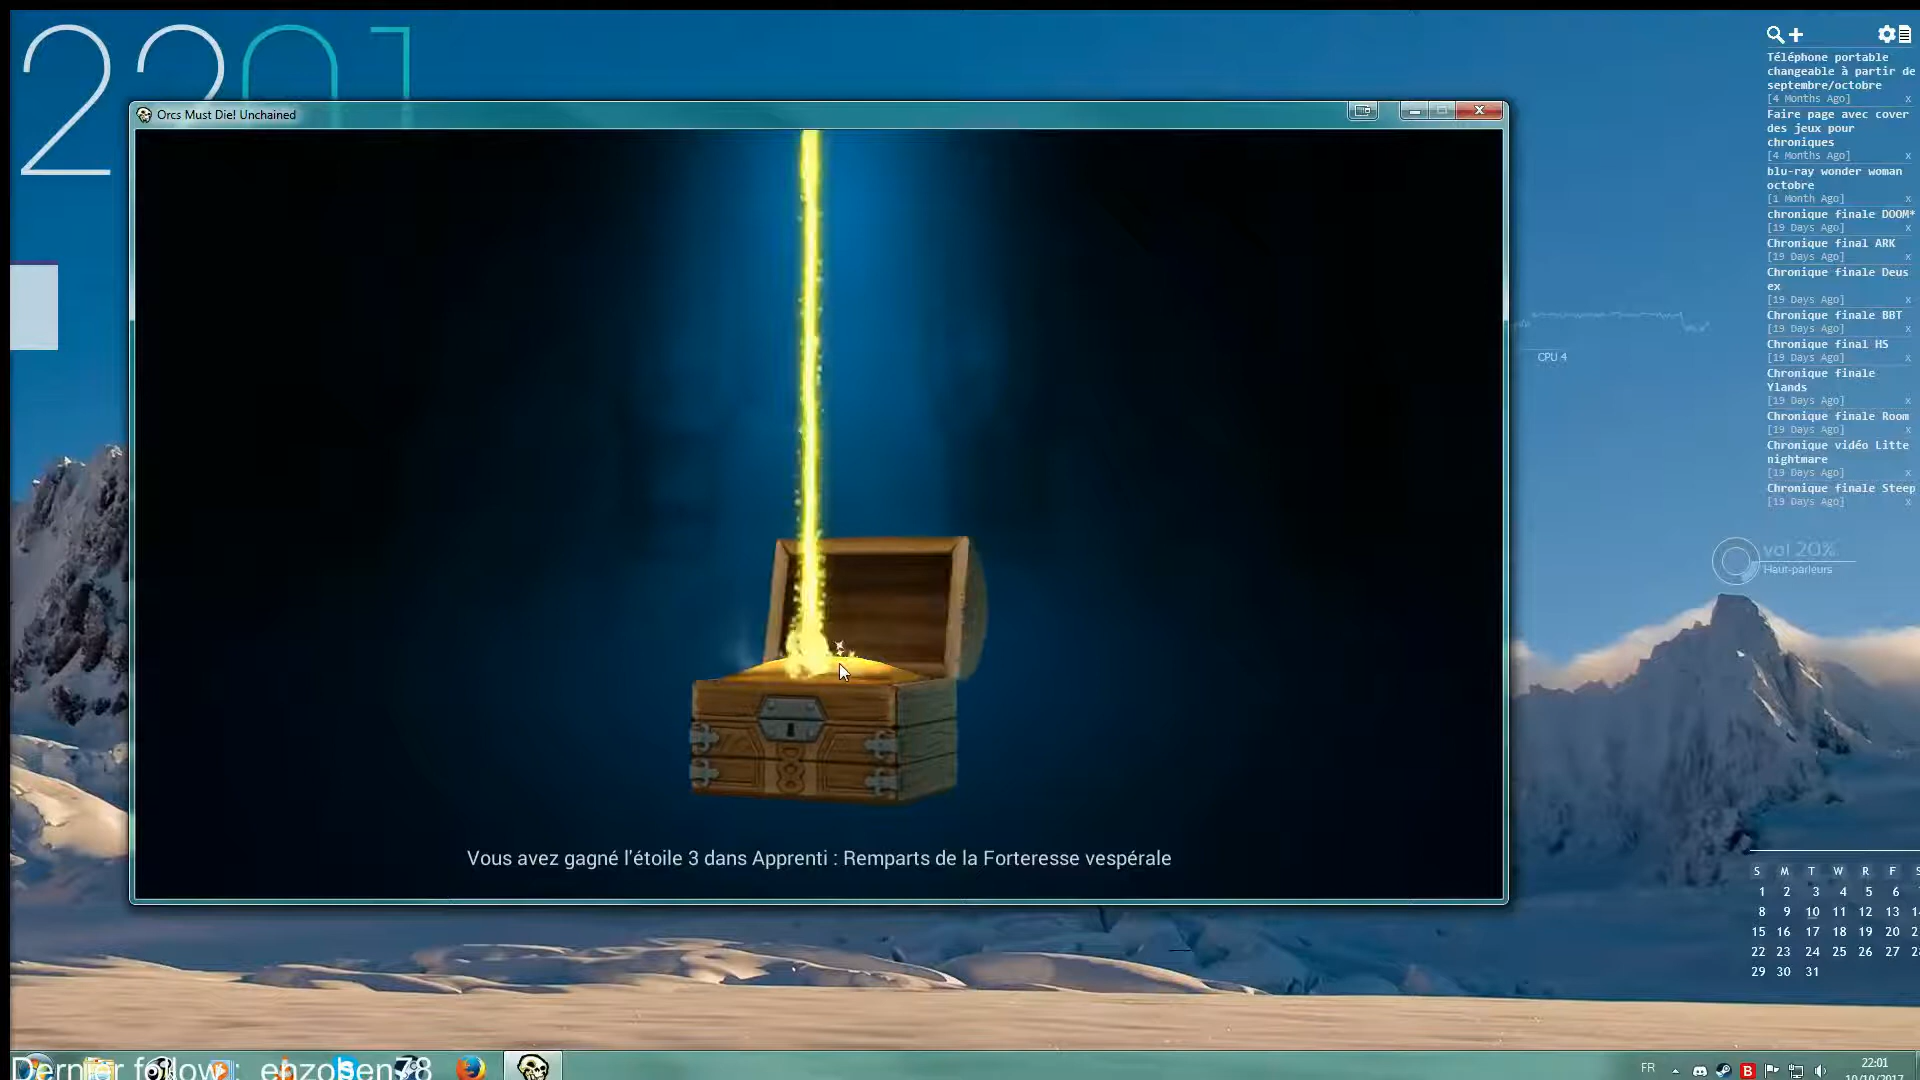 2201
Orcs Must Die! Unchained
Vous avez gagné l'étoile 3 dans Apprenti : Remparts de la Forteresse vespérale
Téléphone portable
changeable à partir de
septembre/octobre
[4 Months Ago] x
Faire page avec cover
des jeux pour
chroniques
[4 Months Ago] x
blu-ray wonder woman
octobre
[1 Month Ago] x
chronique finale DOOM*
[19 Days Ago] x
Chronique final ARK
[19 Days Ago] x
Chronique finale Deus
ex
[19 Days Ago] x
Chronique finale BBT
[19 Days Ago] x
Chronique final HS
[19 Days Ago] x
Chronique finale
Ylands
[19 Days Ago] x
Chronique finale Room
[19 Days Ago] x
Chronique vidéo Litte
nightmare
[19 Days Ago] x
Chronique finale Steep
[19 Days Ago] x
CPU 4
vol 20%
Haut-parleurs
S M T W R F S
1 2 3 4 5 6
8 9 10 11 12 13
15 16 17 18 19 20
22 23 24 25 26 27
29 30 31
Dernier follow : enzoben78
FR
22:01
10/10/2017